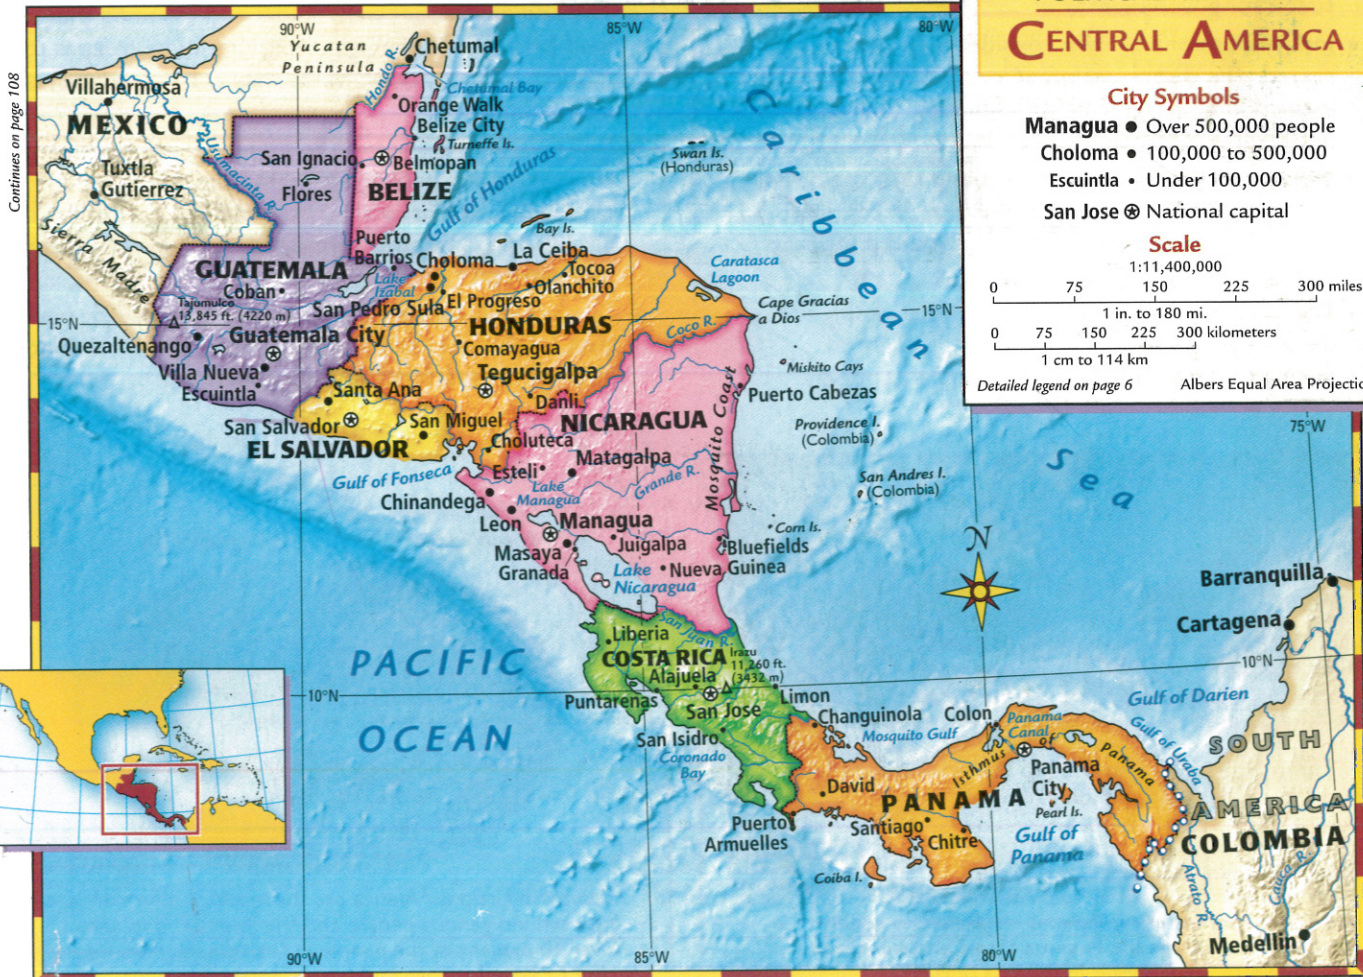 CENTRAL AMERICA
City Symbols
Managua Over 500,000 people
Choloma 100,000 to 500,000
Escuintla Under 100,000
San Jose National capital
Scale
1:11,400,000
0 75 150 225 300 miles
1 in. to 180 mi.
0 75 150 225 300 kilometers
1 cm to 114 km
Detailed legend on page 6
Albers Equal Area
Continues on page 108
90°W
85°W
80°W
Yucatan
Peninsula
Hondo R.
Chetumal
Chetumal Bay
Villahermosa
MEXICO
Orange Walk
Belize City
Turneffe Is.
Usumacinta R.
San Ignacio
Belmopan
Tuxtla
Gutierrez
Flores
BELIZE
Gulf of Honduras
Swan Is.
(Honduras)
Caribbean
Sea
Sierra Madre
Puerto
Barrios
Bay Is.
GUATEMALA
Choloma
La Ceiba
Tocoa
Caratasca
Lagoon
Coban
Lake
Izabal
Olanchito
Tajumulco
13,845 ft. (4220 m)
San Pedro Sula
El Progreso
Cape Gracias
a Dios
15°N
15°N
Guatemala City
HONDURAS
Coco R.
Quezaltenango
Comayagua
Villa Nueva
Tegucigalpa
Miskito Cays
Escuintla
Santa Ana
Danli
Puerto Cabezas
San Salvador
San Miguel
NICARAGUA
Mosquito Coast
Providence I.
(Colombia)
75°W
EL SALVADOR
Choluteca
Gulf of Fonseca
Esteli
Matagalpa
Grande R.
San Andres I.
(Colombia)
Chinandega
Lake
Managua
Leon
Managua
Corn Is.
Masaya
Juigalpa
Bluefields
Granada
Nueva Guinea
Lake
Nicaragua
N
Barranquilla
Cartagena
San Juan R.
Liberia
PACIFIC
OCEAN
COSTA RICA
Irazu
11,260 ft.
(3432 m)
Alajuela
10°N
10°N
Puntarenas
San Jose
Limon
Gulf of Darien
San Isidro
Changuinola
Colon
Panama
Canal
Mosquito Gulf
Gulf of Uraba
Coronado
Bay
SOUTH
AMERICA
Isthmus of Panama
David
Panama
City
PANAMA
Pearl Is.
Puerto
Armuelles
Santiago
Chitre
Gulf of
Panama
COLOMBIA
Coiba I.
Atrato R.
Cauca R.
Medellin
90°W
85°W
80°W